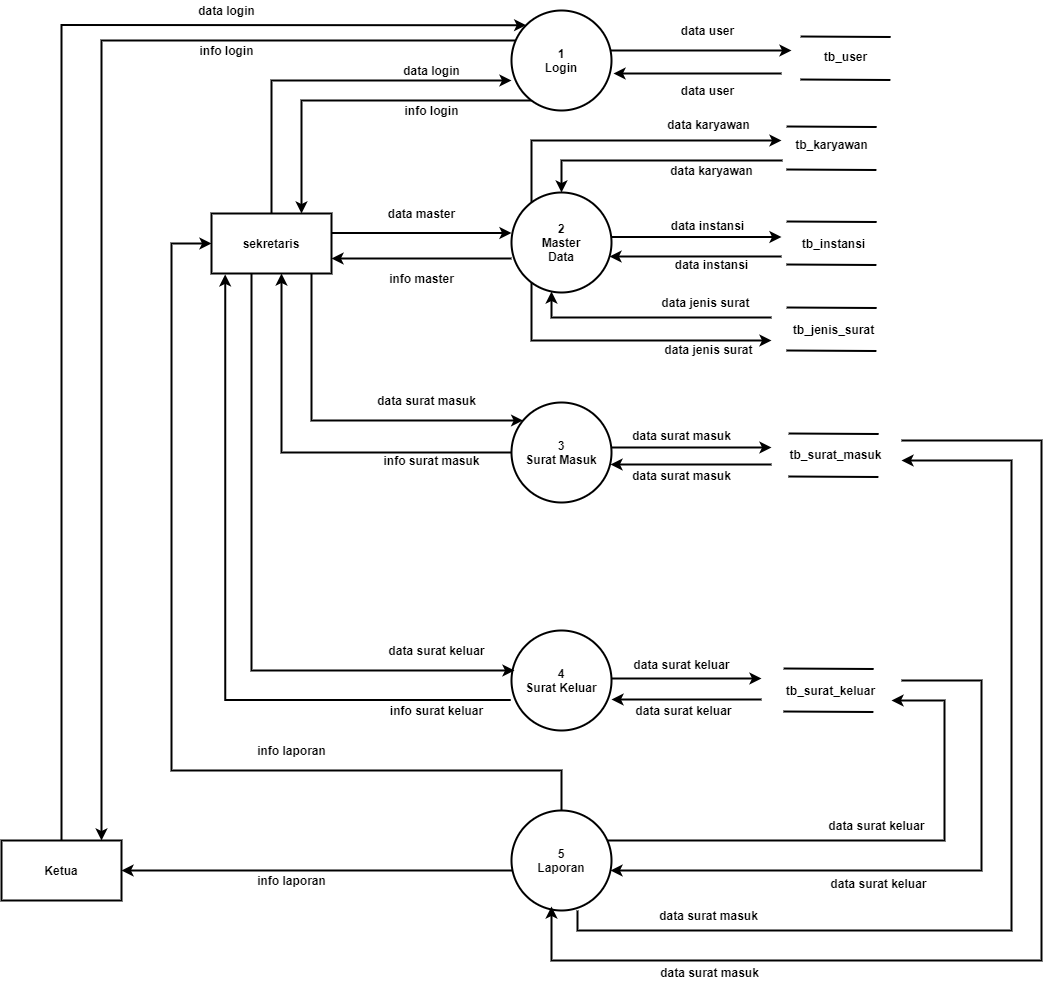 data login
info login
data login
info login
1
Login
data user
tb_user
data user
data karyawan
tb_karyawan
data karyawan
sekretaris
data master
info master
2
Master
Data
data instansi
tb_instansi
data instansi
data jenis surat
tb_jenis_surat
data jenis surat
data surat masuk
info surat masuk
3
Surat Masuk
data surat masuk
tb_surat_masuk
data surat masuk
data surat keluar
info surat keluar
4
Surat Keluar
data surat keluar
tb_surat_keluar
data surat keluar
info laporan
Ketua
info laporan
5
Laporan
data surat keluar
data surat keluar
data surat masuk
data surat masuk